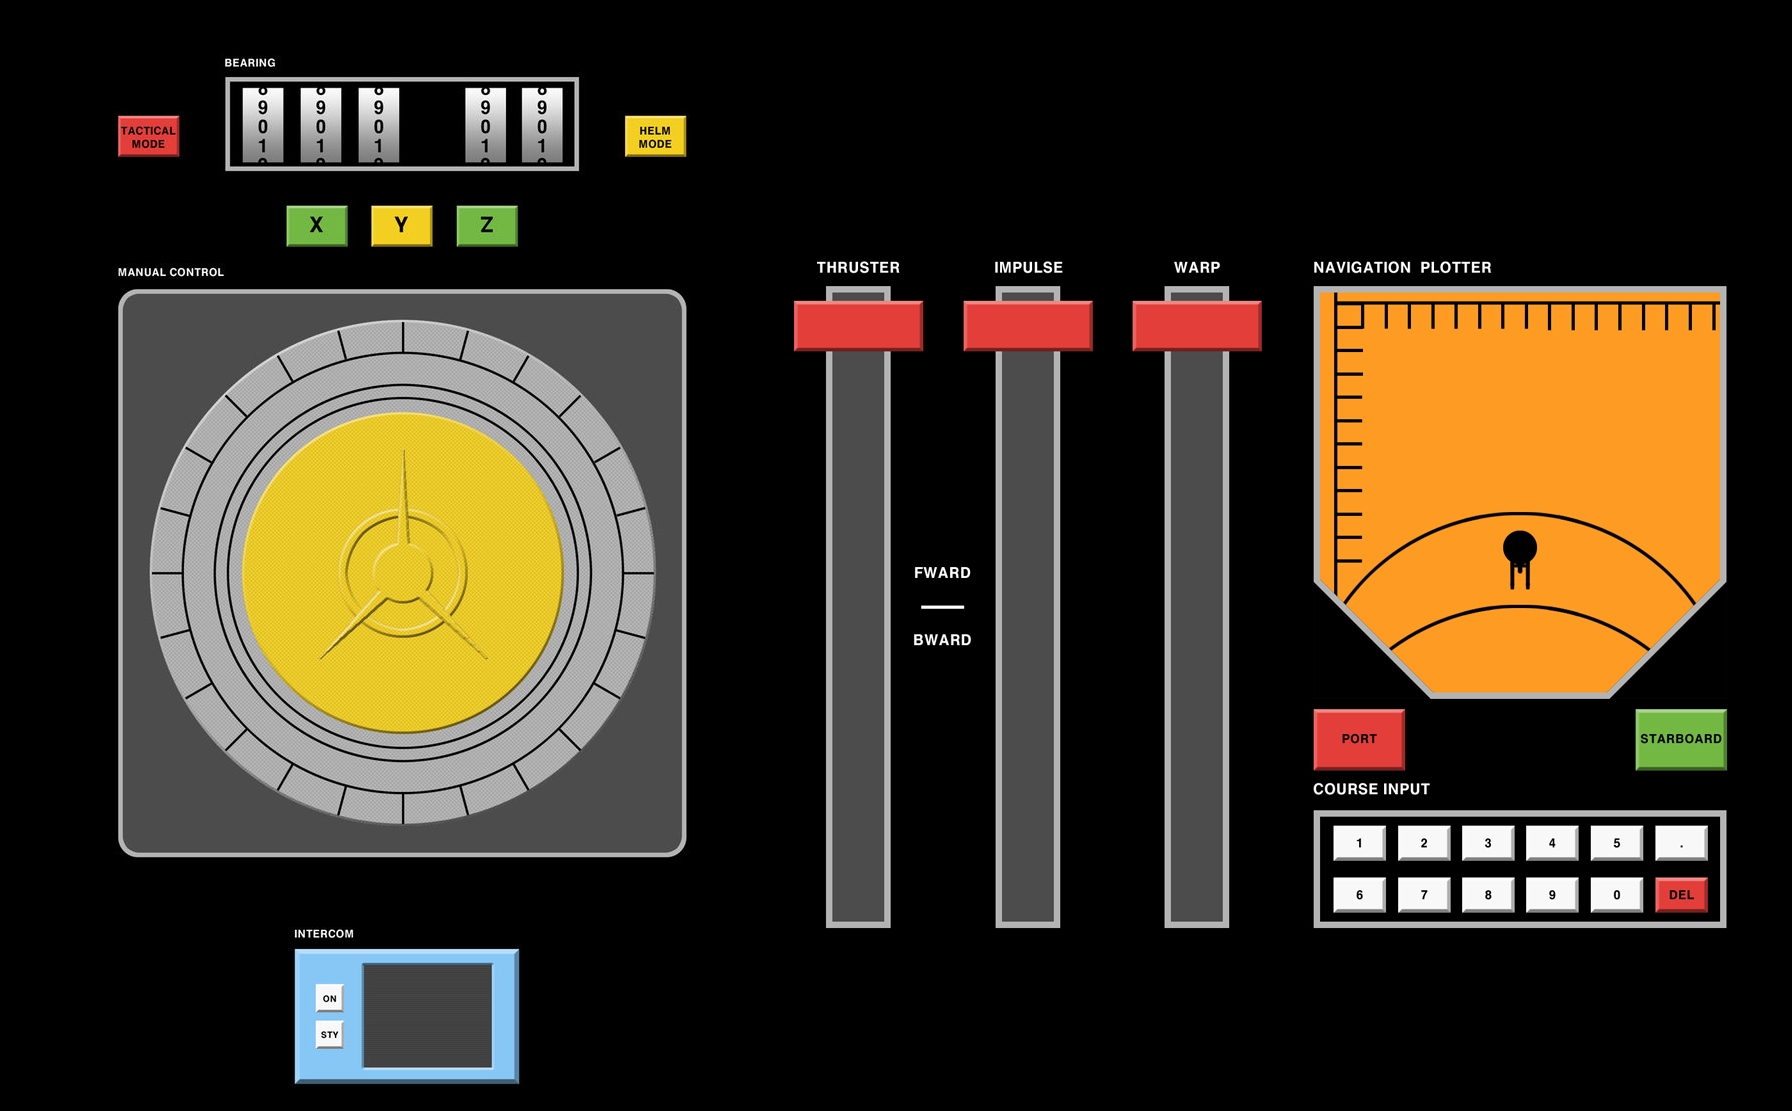 BEARING
TACTICAL
MODE
9 9 9 9 9
0 0 0 0 0
1 1 1 1 1
HELM
MODE
X Y Z
MANUAL CONTROL
THRUSTER
IMPULSE
WARP
FWARD
BWARD
NAVIGATION PLOTTER
PORT
STARBOARD
COURSE INPUT
1 2 3 4 5 .
6 7 8 9 0 DEL
INTERCOM
ON
STY